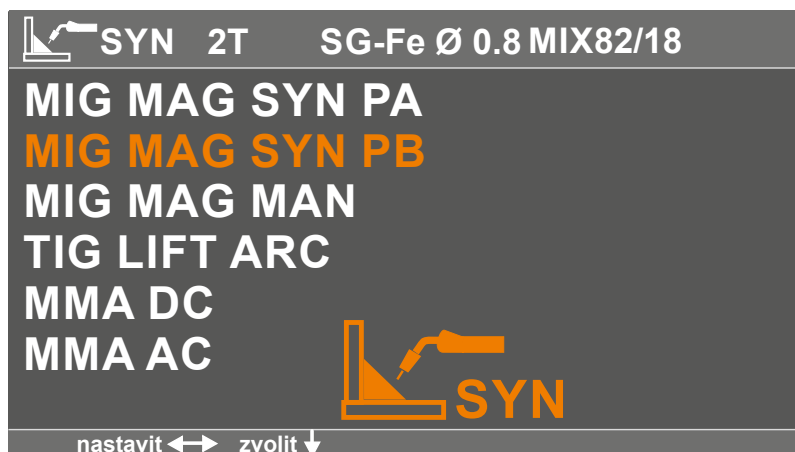 SYN 2T SG-Fe Ø 0.8 MIX82/18
MIG MAG SYN PA
MIG MAG SYN PB
MIG MAG MAN
TIG LIFT ARC
MMA DC
MMA AC
SYN
nastavit zvolit